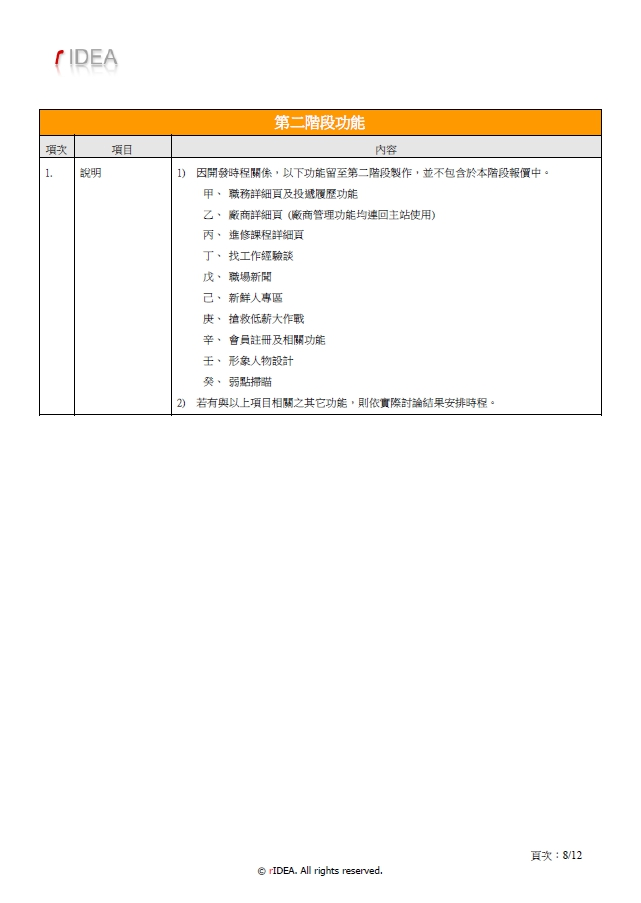 r IDEA
第二階段功能
項次 項目 內容
1. 說明 1) 因開發時程關係，以下功能留至第二階段製作，並不包含於本階段報價中。
甲、 職務詳細頁及投遞履歷功能
乙、 廠商詳細頁 (廠商管理功能均連回主站使用)
丙、 進修課程詳細頁
丁、 找工作經驗談
戊、 職場新聞
己、 新鮮人專區
庚、 搶救低薪大作戰
辛、 會員註冊及相關功能
壬、 形象人物設計
癸、 弱點掃瞄
2) 若有與以上項目相關之其它功能，則依實際討論結果安排時程。
頁次：8/12
© rIDEA. All rights reserved.